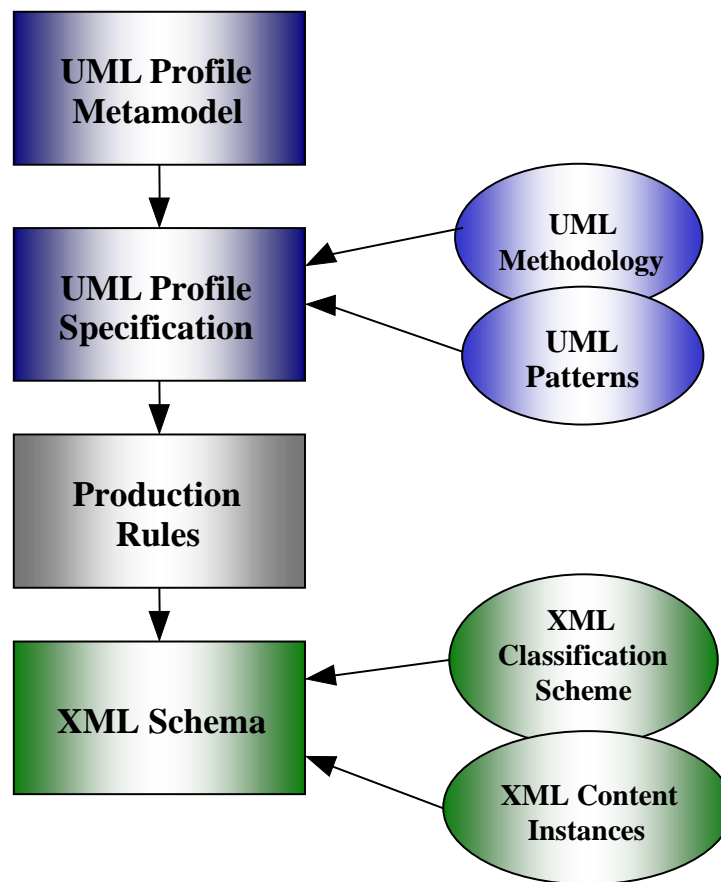 UML Profile
Metamodel
UML Profile
Specification
UML
Methodology
UML
Patterns
Production
Rules
XML Schema
XML
Classification
Scheme
XML Content
Instances